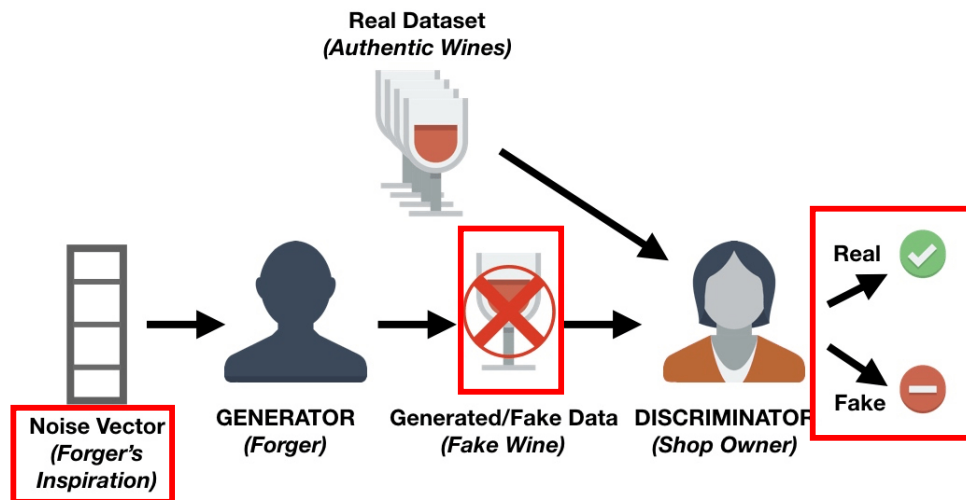 Real Dataset
(Authentic Wines)
Real
Fake
Noise Vector
(Forger's
Inspiration)
GENERATOR
(Forger)
Generated/Fake Data
(Fake Wine)
DISCRIMINATOR
(Shop Owner)